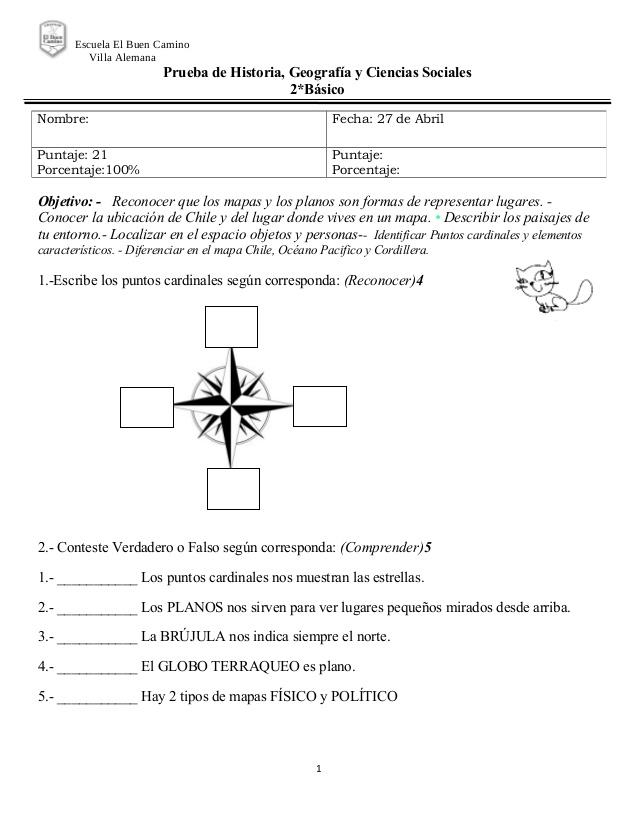 El Buen
Camino
Escuela El Buen Camino
Villa Alemana
Prueba de Historia, Geografía y Ciencias Sociales
2*Básico
Nombre:
Fecha: 27 de Abril
Puntaje: 21
Porcentaje:100%
Puntaje:
Porcentaje:
Objetivo: - Reconocer que los mapas y los planos son formas de representar lugares. -
Conocer la ubicación de Chile y del lugar donde vives en un mapa. • Describir los paisajes de
tu entorno.- Localizar en el espacio objetos y personas-- Identificar Puntos cardinales y elementos
característicos. - Diferenciar en el mapa Chile, Océano Pacifico y Cordillera.
1.-Escribe los puntos cardinales según corresponda: (Reconocer)4
2.- Conteste Verdadero o Falso según corresponda: (Comprender)5
1.- ___________ Los puntos cardinales nos muestran las estrellas.
2.- ___________ Los PLANOS nos sirven para ver lugares pequeños mirados desde arriba.
3.- ___________ La BRÚJULA nos indica siempre el norte.
4.- ___________ El GLOBO TERRAQUEO es plano.
5.- ___________ Hay 2 tipos de mapas FÍSICO y POLÍTICO
1